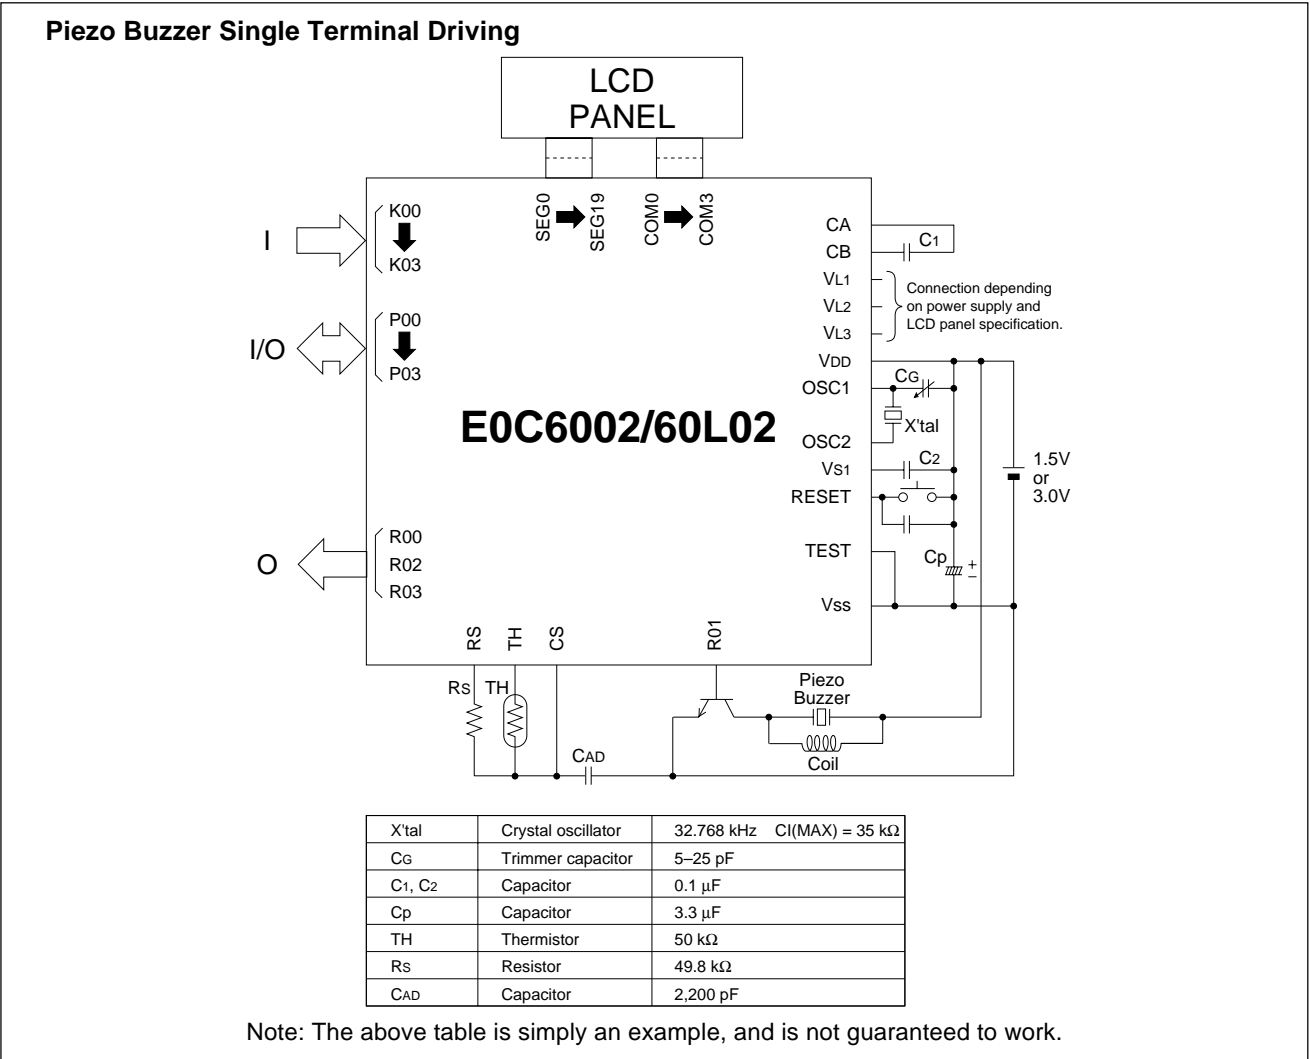 Piezo Buzzer Single Terminal Driving
LCD
PANEL
SEG0
SEG19
COM0
COM3
I
K00
K03
I/O
P00
P03
E0C6002/60L02
O
R00
R02
R03
CA
CB
C1
VL1
VL2
VL3
Connection depending
on power supply and
LCD panel specification.
VDD
OSC1
CG
X'tal
OSC2
VS1
C2
RESET
1.5V
or
3.0V
TEST
Cp
+
–
VSS
RS
TH
CS
R01
RS
TH
CAD
Piezo
Buzzer
Coil
X'tal Crystal oscillator 32.768 kHz CI(MAX) = 35 kΩ
CG Trimmer capacitor 5–25 pF
C1, C2 Capacitor 0.1 µF
Cp Capacitor 3.3 µF
TH Thermistor 50 kΩ
RS Resistor 49.8 kΩ
CAD Capacitor 2,200 pF
Note: The above table is simply an example, and is not guaranteed to work.